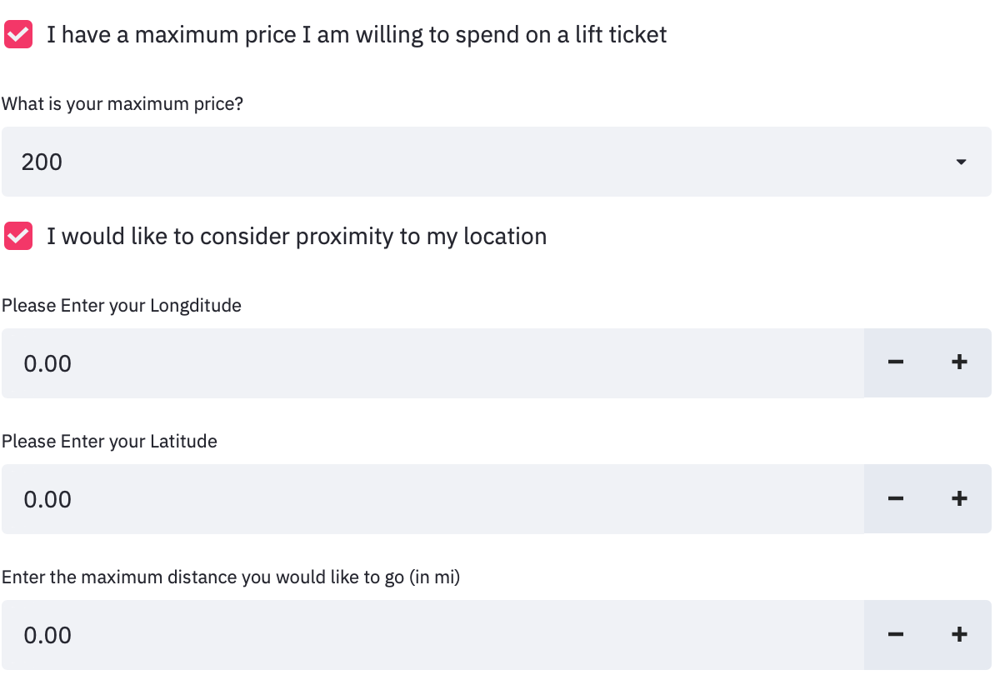 I have a maximum price I am willing to spend on a lift ticket
What is your maximum price?
200
I would like to consider proximity to my location
Please Enter your Longditude
0.00
Please Enter your Latitude
0.00
Enter the maximum distance you would like to go (in mi)
0.00